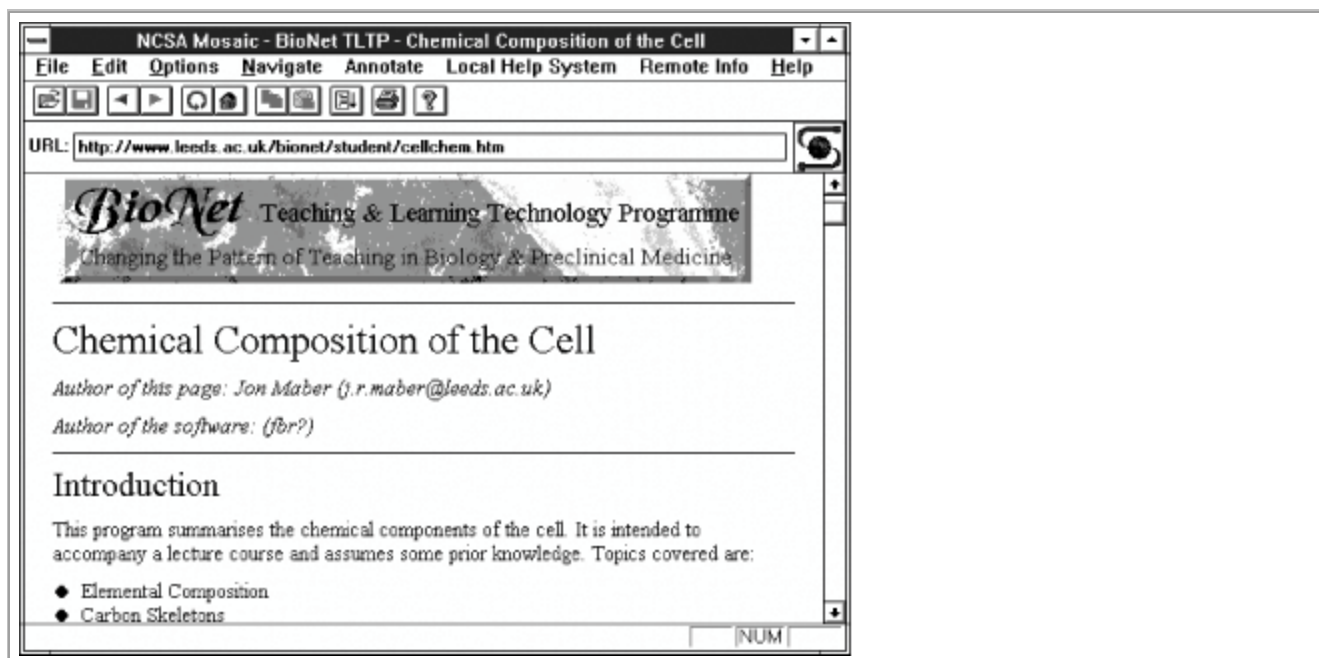 NCSA Mosaic - BioNet TLTP - Chemical Composition of the Cell
File Edit Options Navigate Annotate Local Help System Remote Info Help
URL: http://www.leeds.ac.uk/bionet/student/cellchem.htm
BioNet Teaching & Learning Technology Programme
Changing the Pattern of Teaching in Biology & Preclinical Medicine
Chemical Composition of the Cell
Author of this page: Jon Maber (j.r.maber@leeds.ac.uk)
Author of the software: (fbr?)
Introduction
This program summarises the chemical components of the cell. It is intended to
accompany a lecture course and assumes some prior knowledge. Topics covered are:
Elemental Composition
Carbon Skeletons
NUM